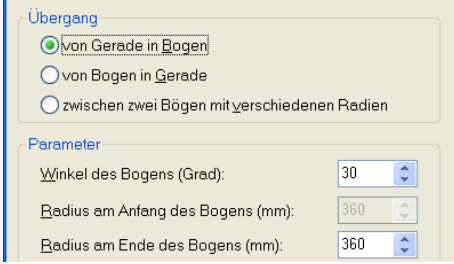 Übergang
von Gerade in Bogen
von Bogen in Gerade
zwischen zwei Bögen mit verschiedenen Radien
Parameter
Winkel des Bogens (Grad): 30
Radius am Anfang des Bogens (mm): 360
Radius am Ende des Bogens (mm): 360